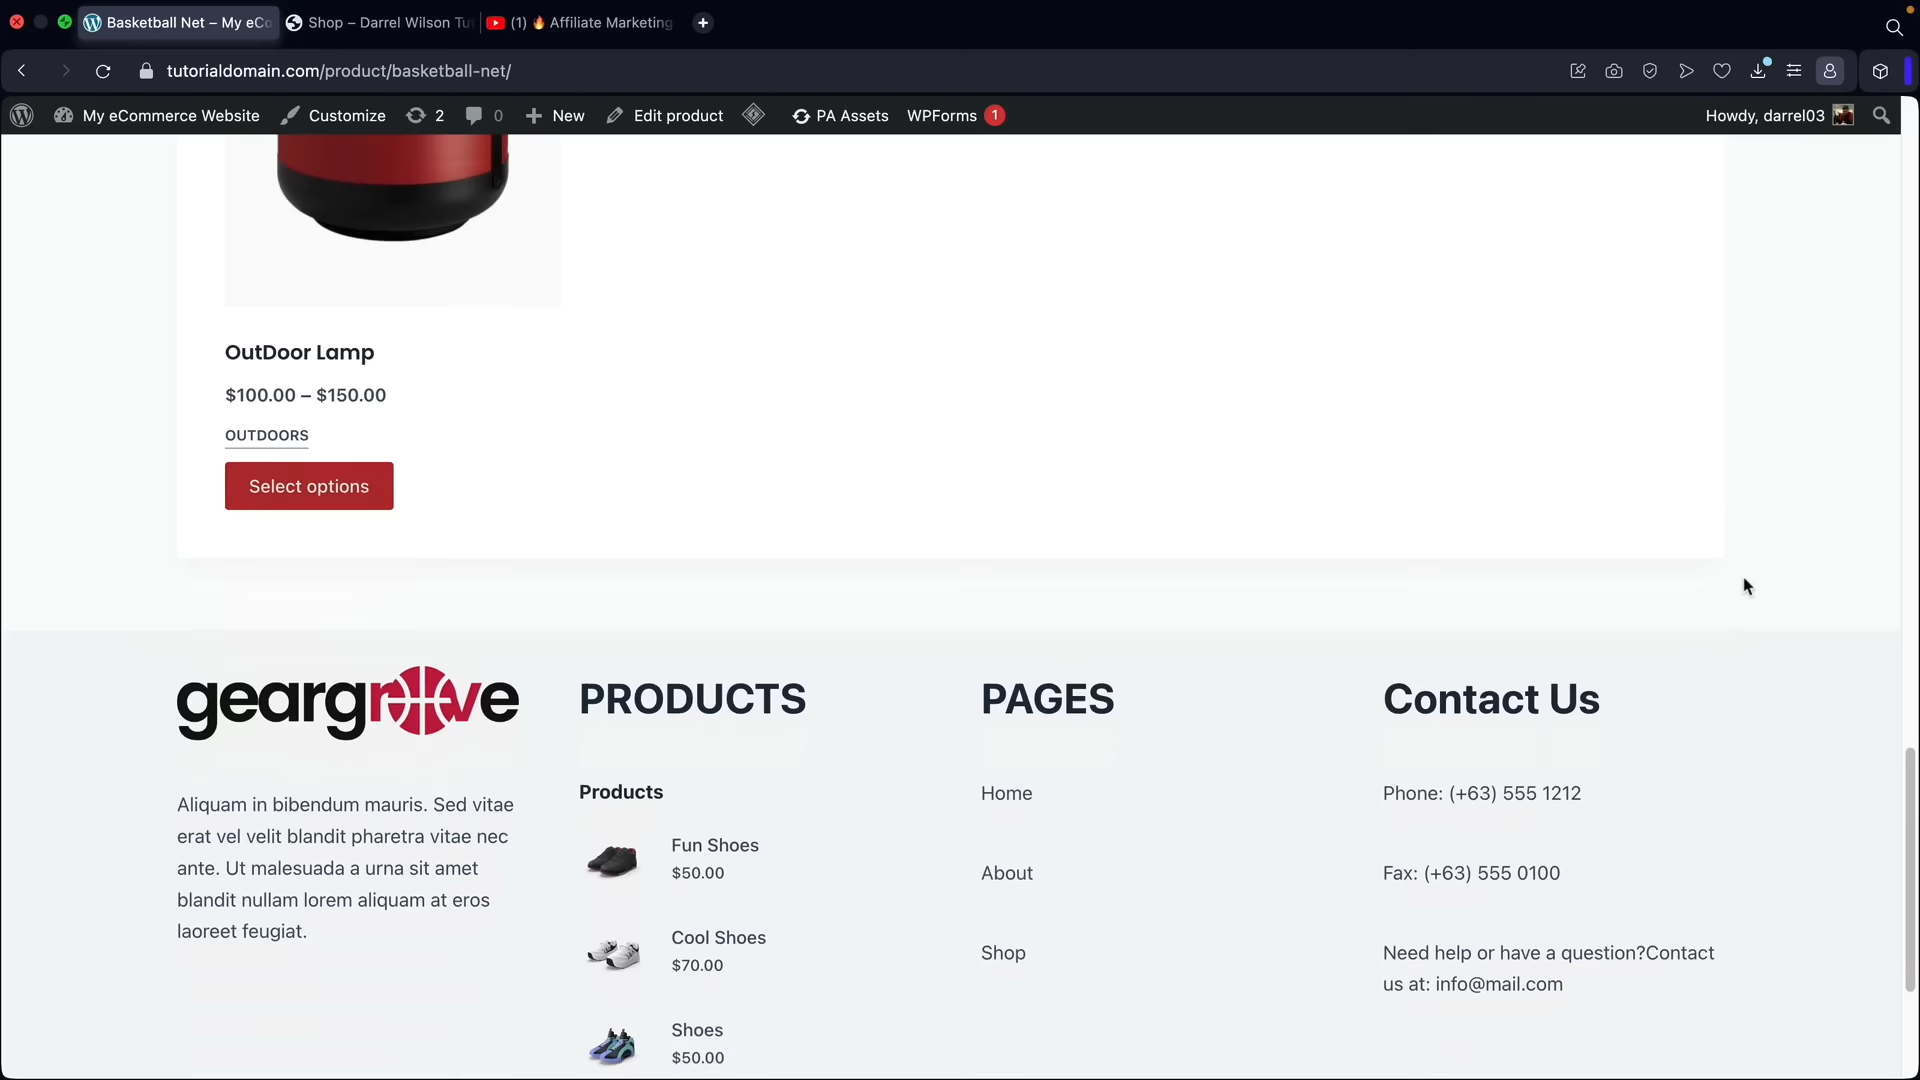 Basketball Net – My eCo
Shop – Darrel Wilson Tu
(1) 🔥 Affiliate Marketing
tutorialdomain.com/product/basketball-net/
My eCommerce Website
Customize
2
0
New
Edit product
PA Assets
WPForms 1
Howdy, darrel03
OutDoor Lamp
$100.00 – $150.00
OUTDOORS
Select options
geargroove
Aliquam in bibendum mauris. Sed vitae
erat vel velit blandit pharetra vitae nec
ante. Ut malesuada a urna sit amet
blandit nullam lorem aliquam at eros
laoreet feugiat.
PRODUCTS
Products
Fun Shoes
$50.00
Cool Shoes
$70.00
Shoes
$50.00
PAGES
Home
About
Shop
Contact Us
Phone: (+63) 555 1212
Fax: (+63) 555 0100
Need help or have a question?Contact
us at: info@mail.com